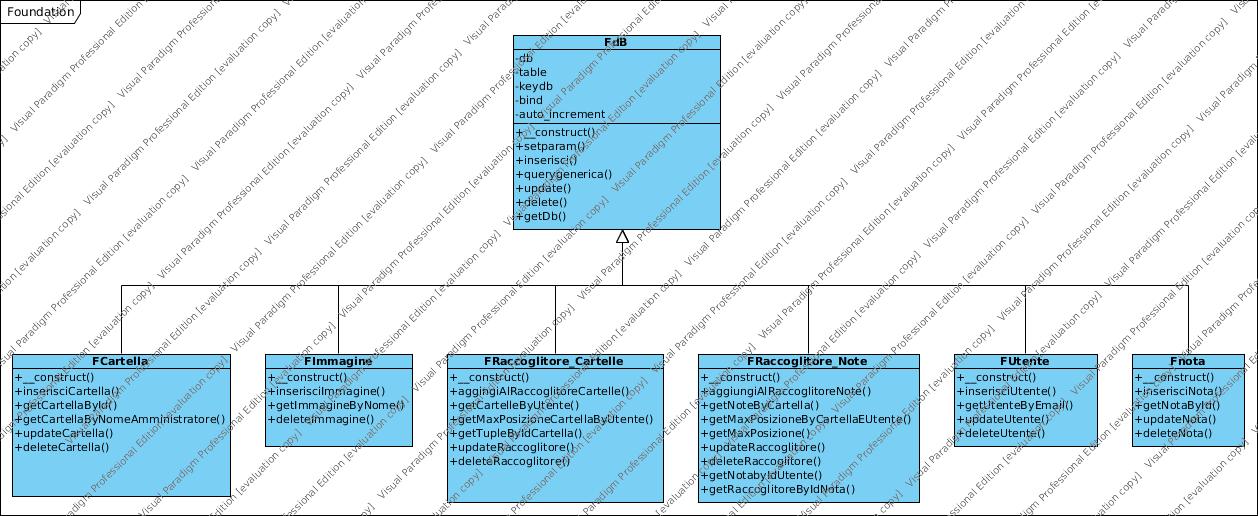 Foundation
FdB
-db
-table
-keydb
-bind
-auto_increment
+__construct()
+setparam()
+inserisci()
+querygenerica()
+update()
+delete()
+getDb()
FCartella
+__construct()
+inserisciCartella()
+getCartellaById()
+getCartellaByNomeAmministratore()
+updateCartella()
+deleteCartella()
FImmagine
+__construct()
+inserisciImmagine()
+getImmagineByNome()
+deleteImmagine()
FRaccoglitore_Cartelle
+__construct()
+aggingiAlRaccoglitoreCartelle()
+getCartelleByUtente()
+getMaxPosizioneCartellaByUtente()
+getTupleByIdCartella()
+updateRaccoglitore()
+deleteRaccoglitore()
FRaccoglitore_Note
+__construct()
+aggiungiAlRaccoglitoreNote()
+getNoteByCartella()
+getMaxPosizioneByCartellaEUtente()
+getMaxPosizione()
+updateRaccoglitore()
+deleteRaccoglitore()
+getNotabyIdUtente()
+getRaccoglitoreByIdNota()
FUtente
+__construct()
+inserisiUtente()
+getUtenteByEmail()
+updateUtente()
+deleteUtente()
Fnota
+__construct()
+inserisciNota()
+getNotaById()
+updateNota()
+deleteNota()
Visual Paradigm Professional Edition [evaluation copy]